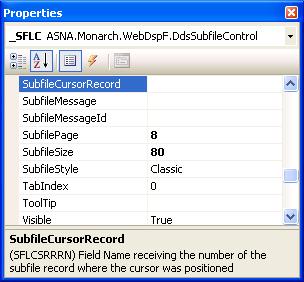 Properties
_SFLC ASNA.Monarch.WebDspF.DdsSubfileControl
SubfileCursorRecord
SubfileMessage
SubfileMessageId
SubfilePage 8
SubfileSize 80
SubfileStyle Classic
TabIndex 0
ToolTip
Visible True
SubfileCursorRecord
(SFLCSRRRN) Field Name receiving the number of the
subfile record where the cursor was positioned